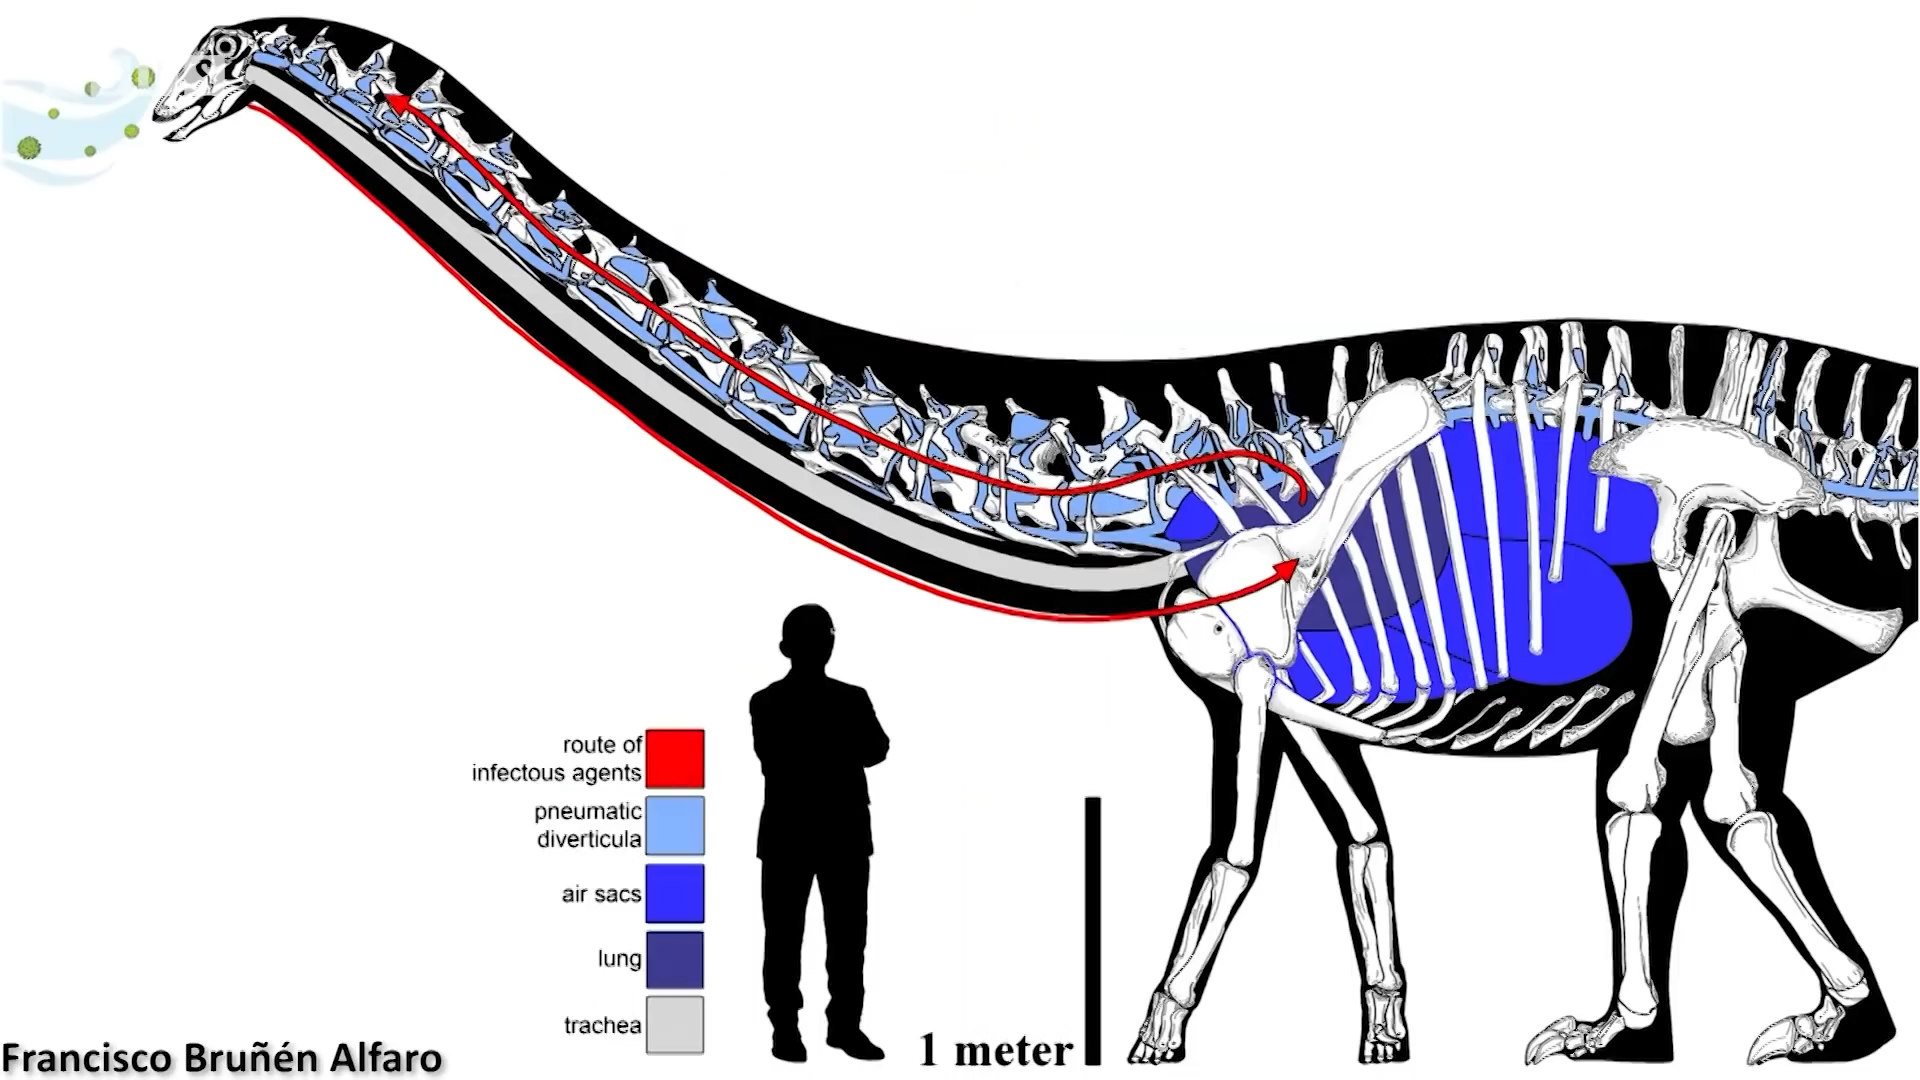 route of
infectous agents
pneumatic
diverticula
air sacs
lung
trachea
1 meter
Francisco Bruñén Alfaro